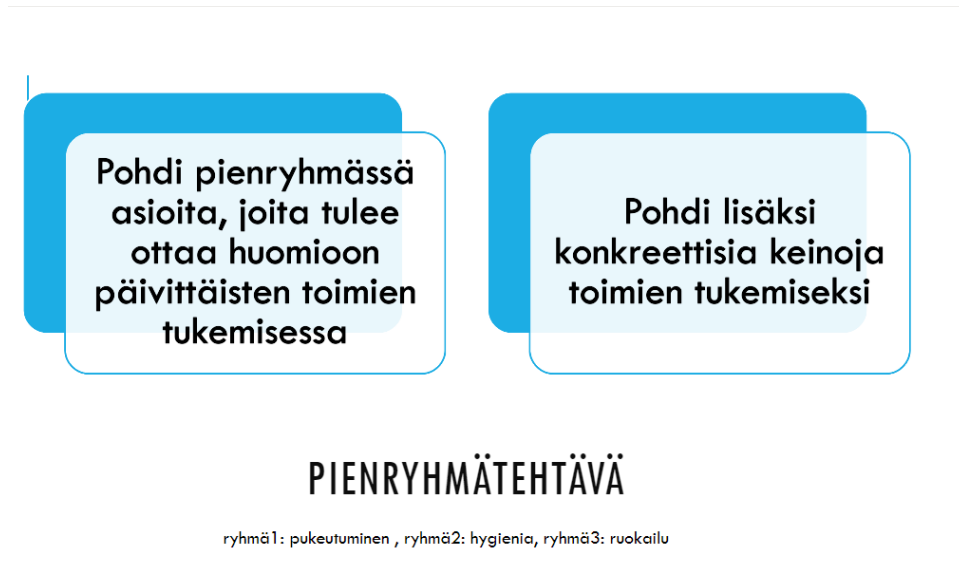 Pohdi pienryhmässä
asioita, joita tulee
ottaa huomioon
päivittäisten toimien
tukemisessa
Pohdi lisäksi
konkreettisia keinoja
toimien tukemiseksi
PIENRYHMÄTEHTÄVÄ
ryhmä1: pukeutuminen , ryhmä2: hygienia, ryhmä3: ruokailu